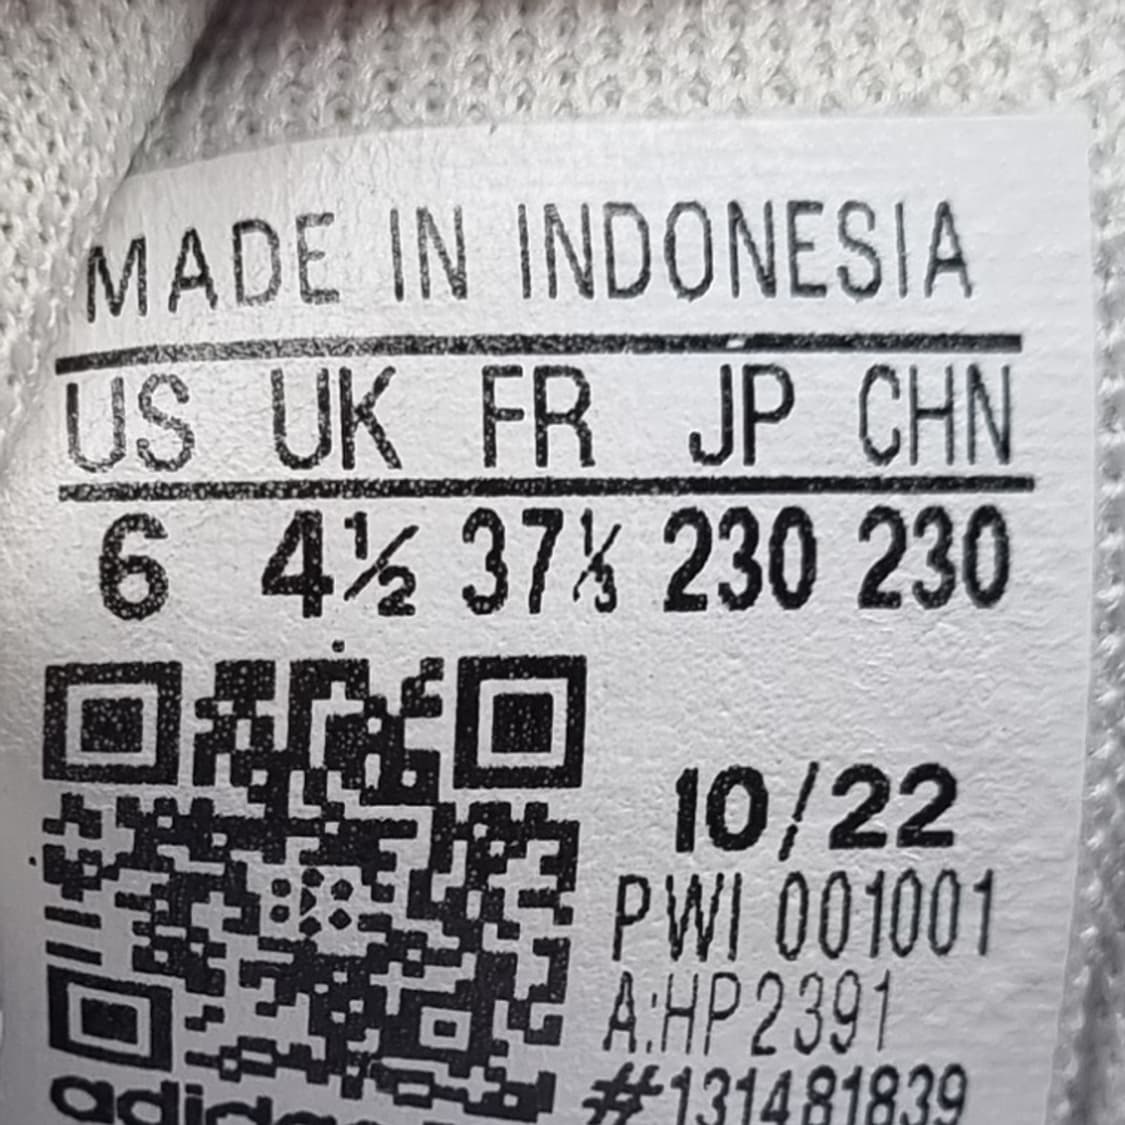 MADE IN INDONESIA
US UK FR JP CHN
6 4½ 37⅓ 230 230
10/22
PWI 001001
A:HP2391
#131481839
adidas